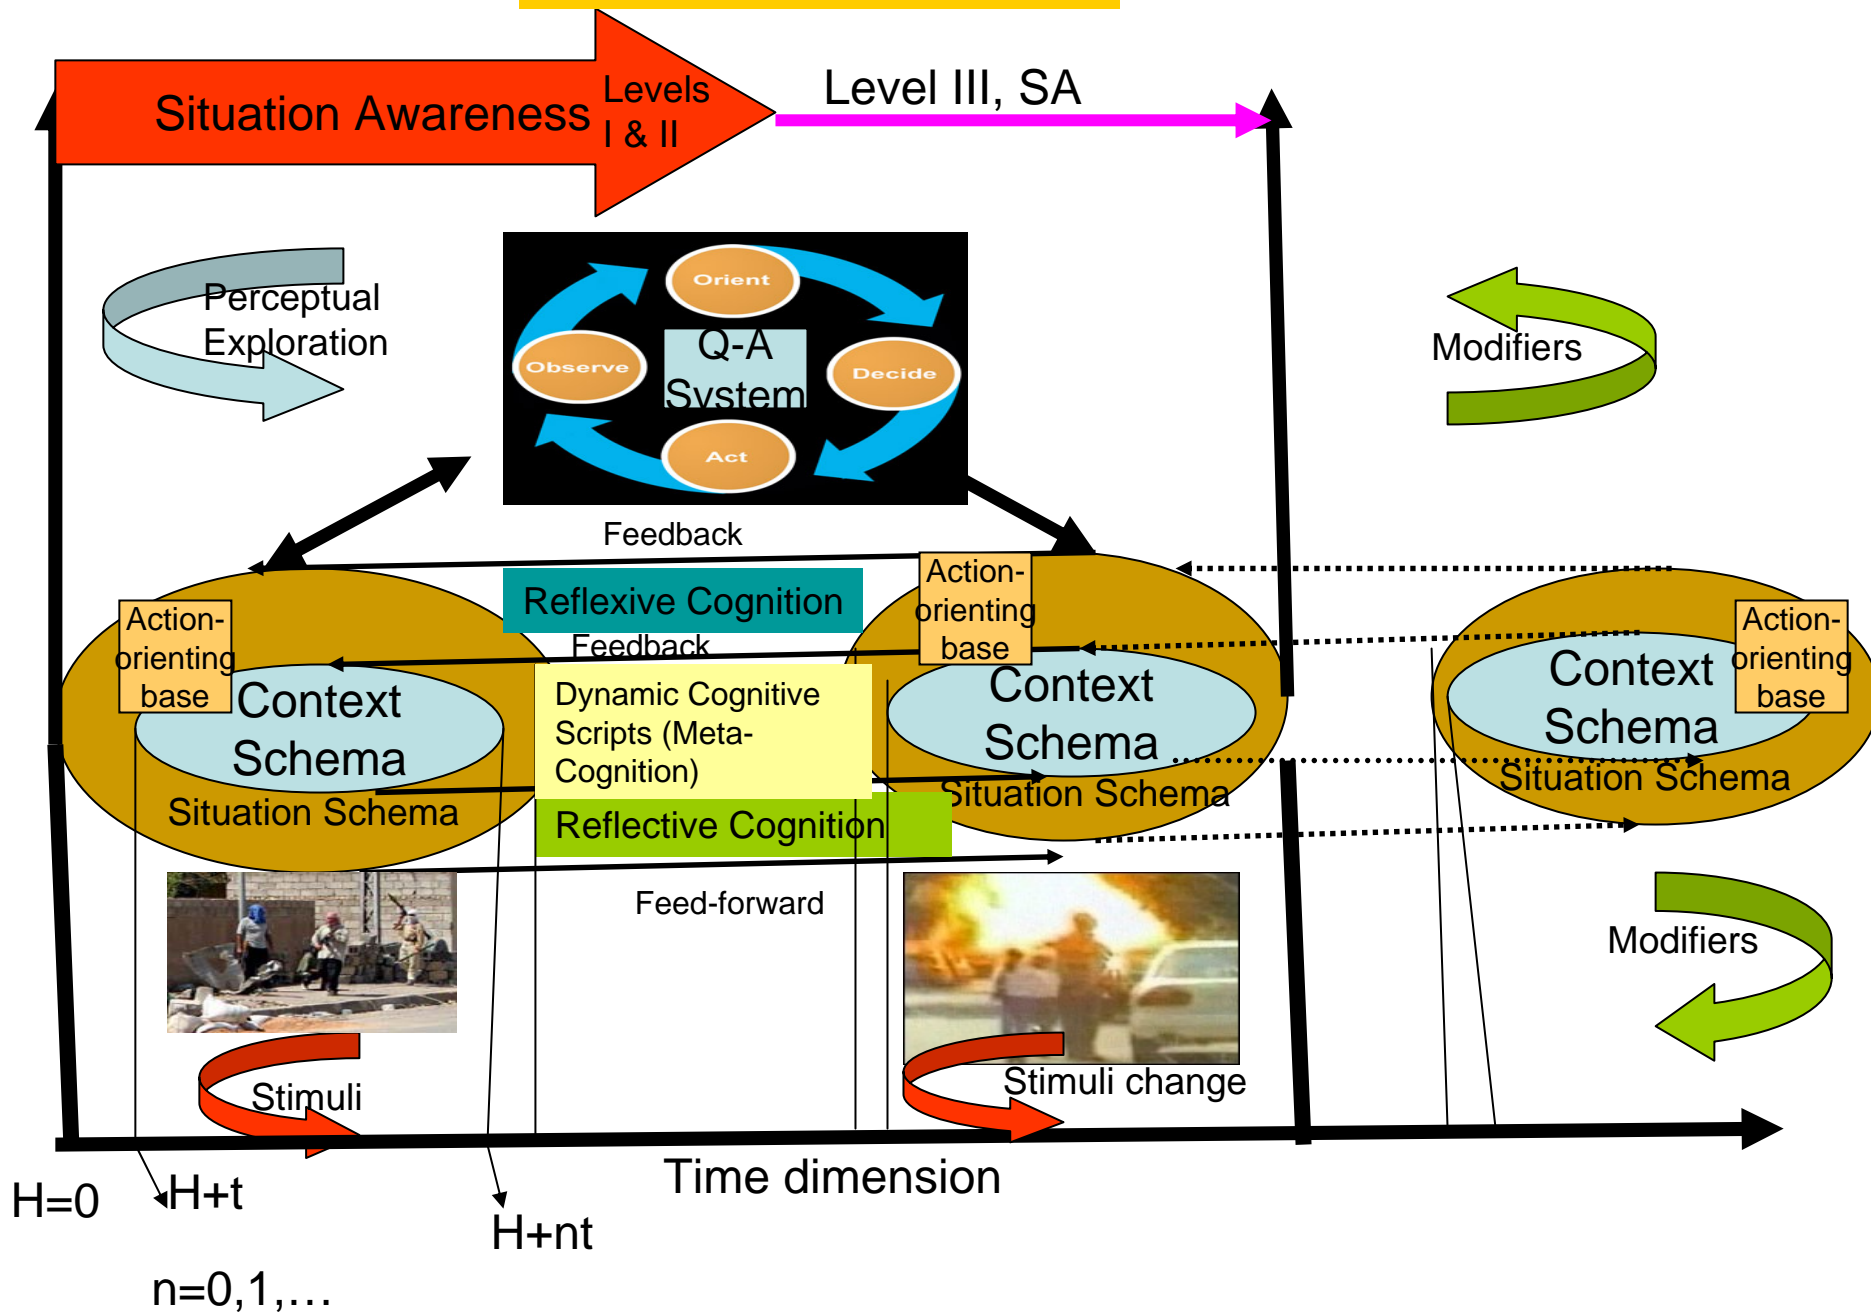 Situation Awareness
Levels
I & II
Level III, SA
Perceptual
Exploration
Orient
Observe
Q-A
System
Decide
Act
Modifiers
Feedback
Reflexive Cognition
Feedback
Action-
orienting
base
Context
Schema
Situation Schema
Dynamic Cognitive
Scripts (Meta-
Cognition)
Reflective Cognition
Feed-forward
Action-
orienting
base
Context
Schema
Situation Schema
Action-
orienting
base
Context
Schema
Situation Schema
Modifiers
Stimuli
Stimuli change
Time dimension
H=0
H+t
H+nt
n=0,1,…